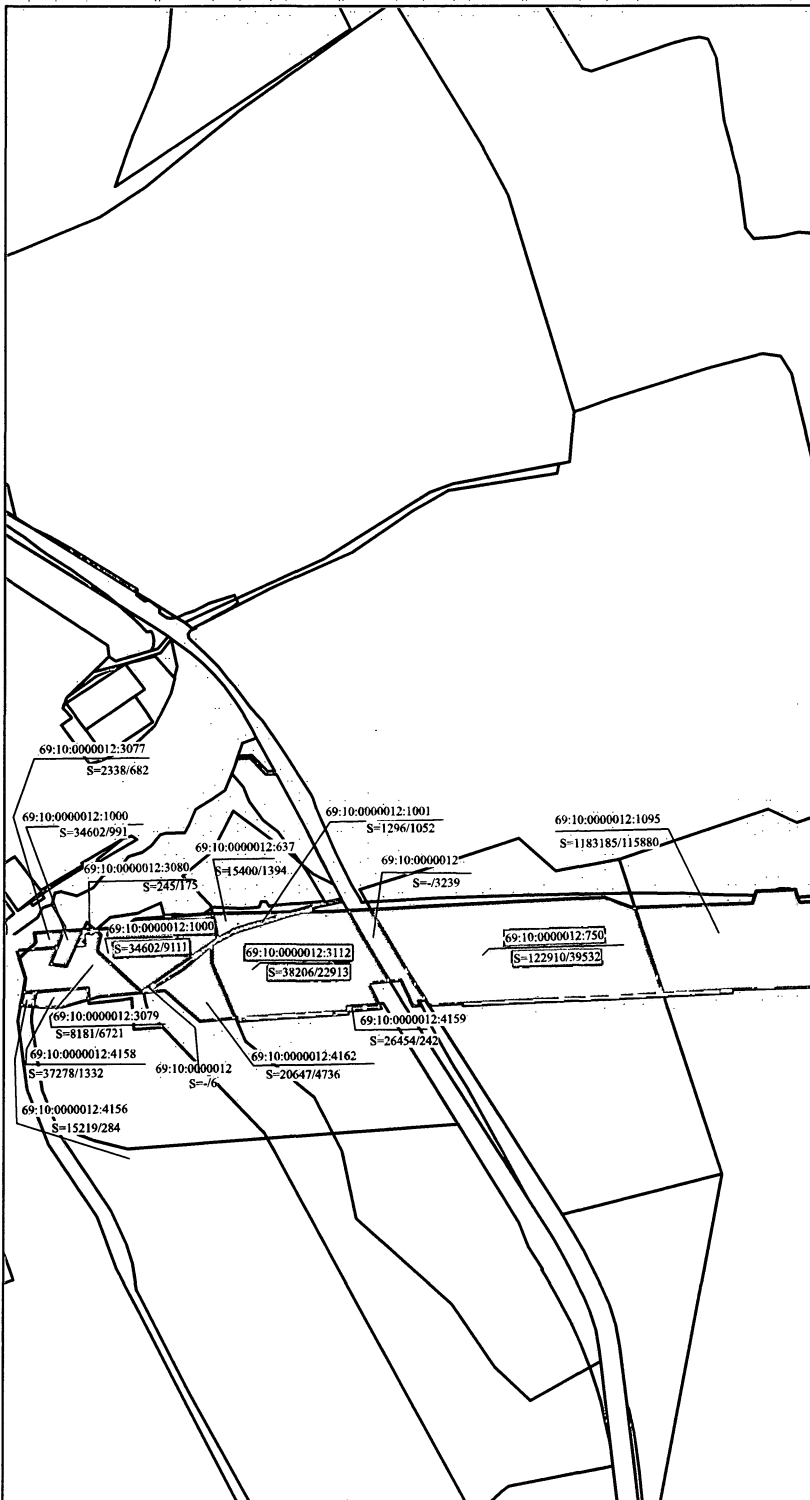 69:10:0000012:3077
S=2338/682
69:10:0000012:1000
S=34602/991
69:10:0000012:1001
S=1296/1052
69:10:0000012:1095
S=1183185/115880
69:10:0000012:637
S=15400/1394
69:10:0000012
S=-/3239
69:10:0000012:3080
S=245/175
69:10:0000012:1000
S=34602/9111
69:10:0000012:3112
S=38206/22913
69:10:0000012:750
S=122910/39532
69:10:0000012:3079
S=8181/6721
69:10:0000012:4159
S=26454/242
69:10:0000012:4158
S=37278/1332
69:10:0000012
S=-/6
69:10:0000012:4162
S=20647/4736
69:10:0000012:4156
S=15219/284